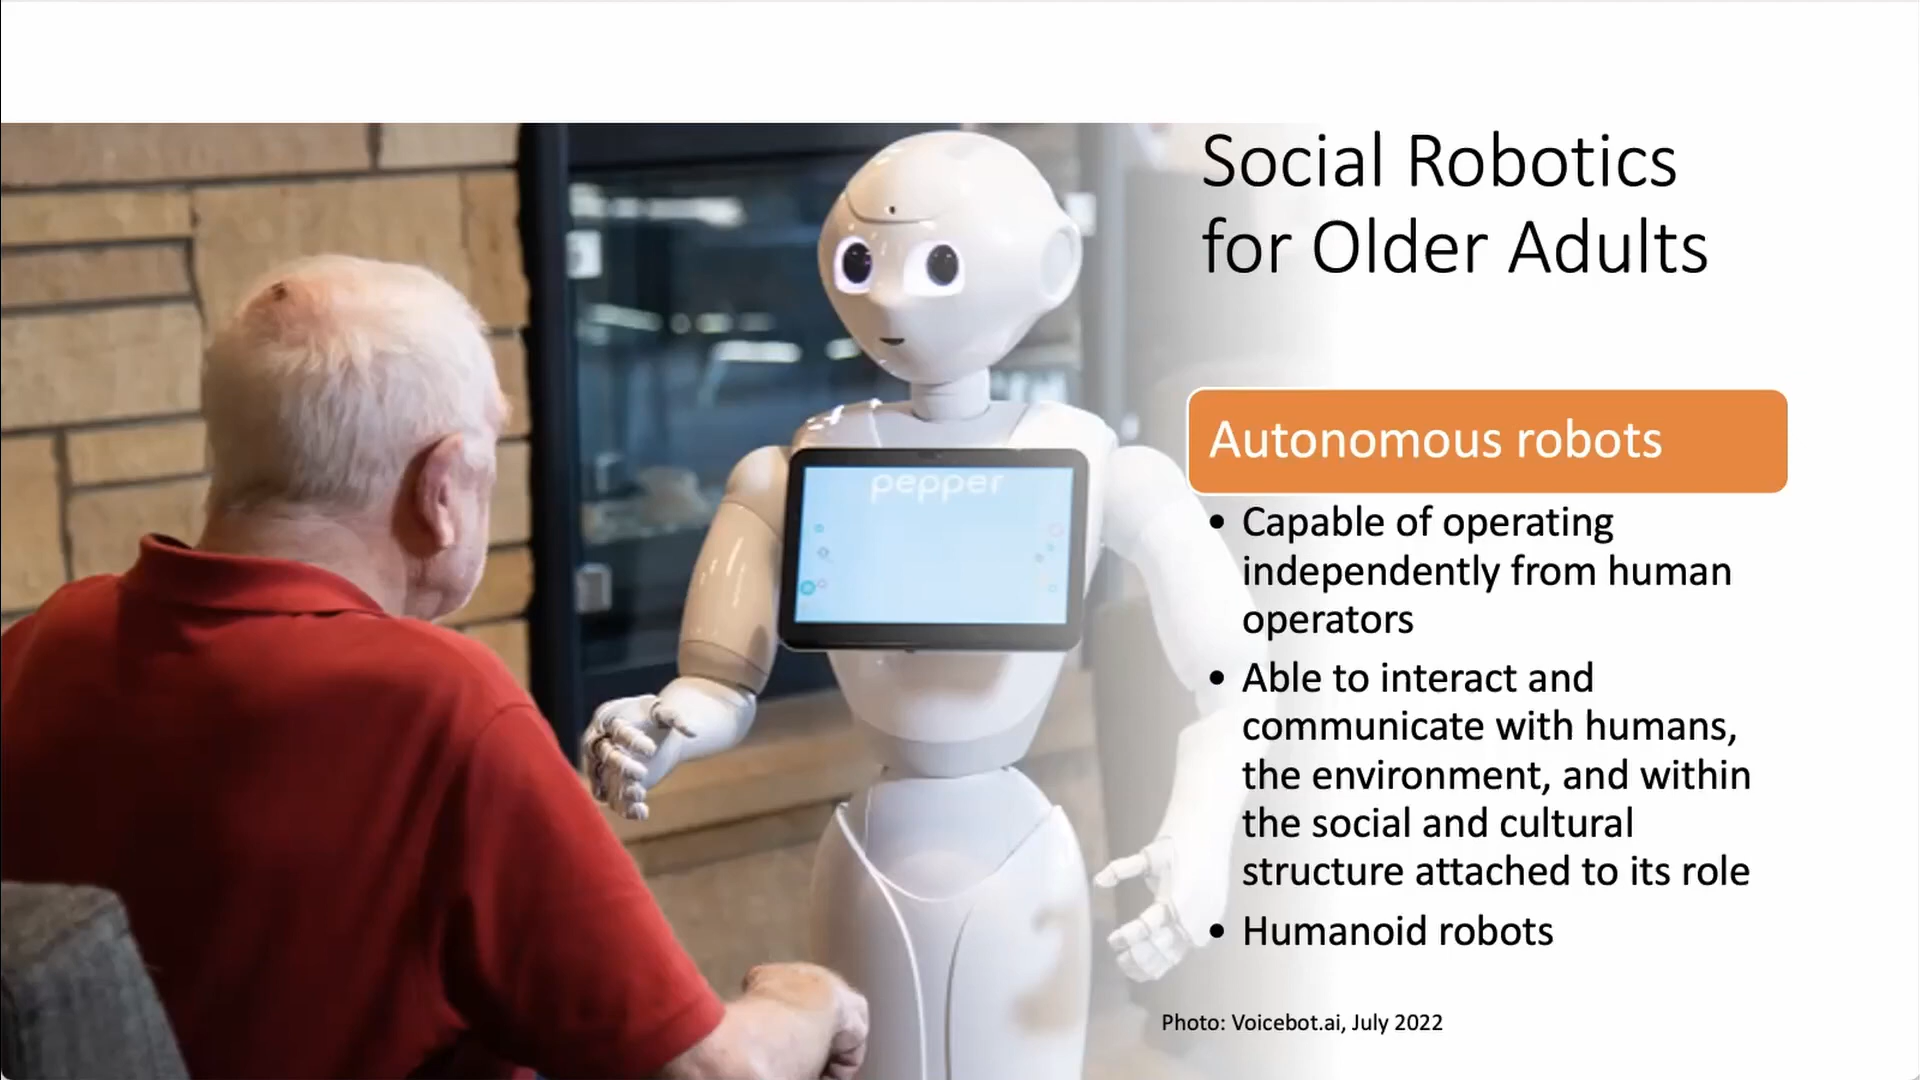 Social Robotics
for Older Adults
pepper
Autonomous robots
• Capable of operating
independently from human
operators
• Able to interact and
communicate with humans,
the environment, and within
the social and cultural
structure attached to its role
• Humanoid robots
Photo: Voicebot.ai, July 2022